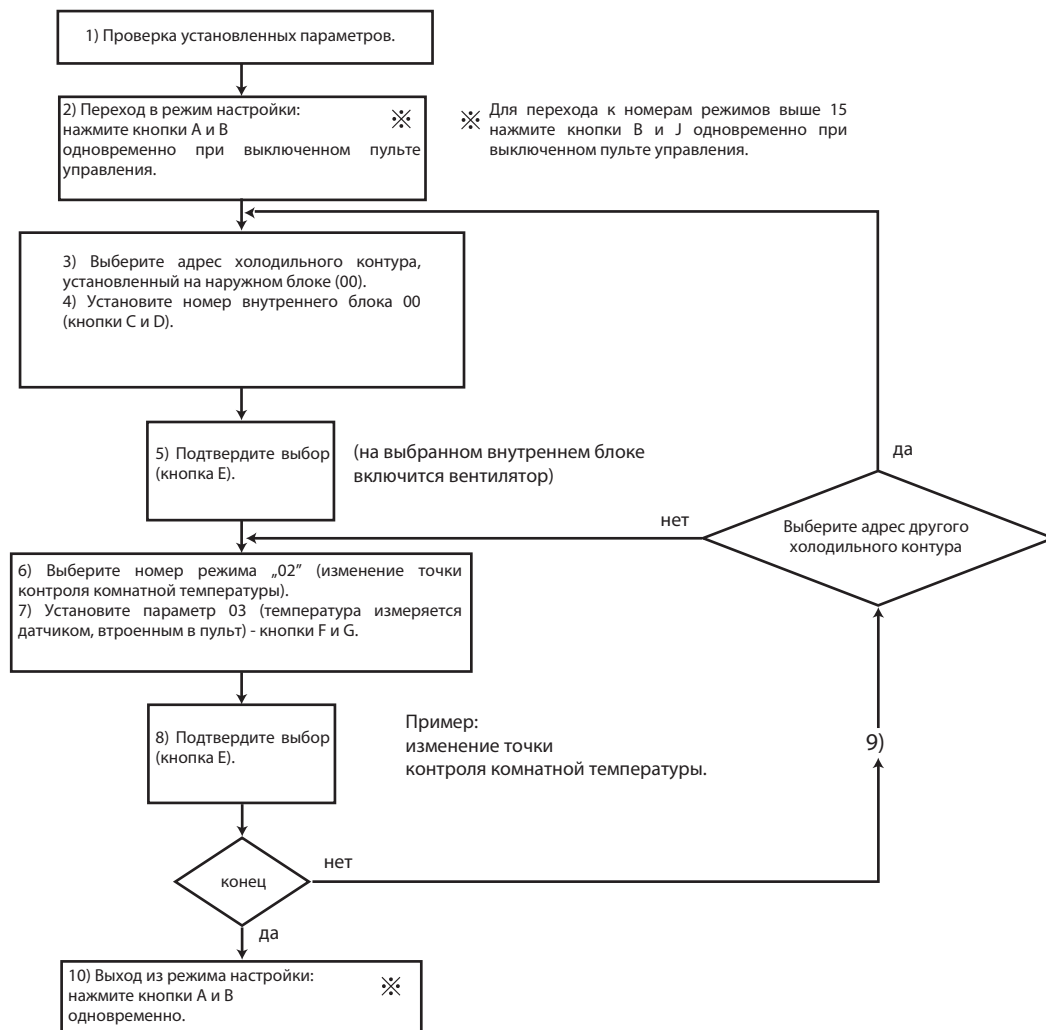 1) Проверка установленных параметров.
2) Переход в режим настройки: ※
нажмите кнопки A и B
одновременно при выключенном пульте
управления.
※ Для перехода к номерам режимов выше 15
нажмите кнопки B и J одновременно при
выключенном пульте управления.
3) Выберите адрес холодильного контура,
установленный на наружном блоке (00).
4) Установите номер внутреннего блока 00
(кнопки C и D).
5) Подтвердите выбор
(кнопка E).
(на выбранном внутреннем блоке
включится вентилятор)
да
нет
Выберите адрес другого
холодильного контура
6) Выберите номер режима „02” (изменение точки
контроля комнатной температуры).
7) Установите параметр 03 (температура измеряется
датчиком, втроенным в пульт) - кнопки F и G.
8) Подтвердите выбор
(кнопка E).
Пример:
изменение точки
контроля комнатной температуры.
9)
конец
нет
да
10) Выход из режима настройки:
нажмите кнопки A и B ※
одновременно.